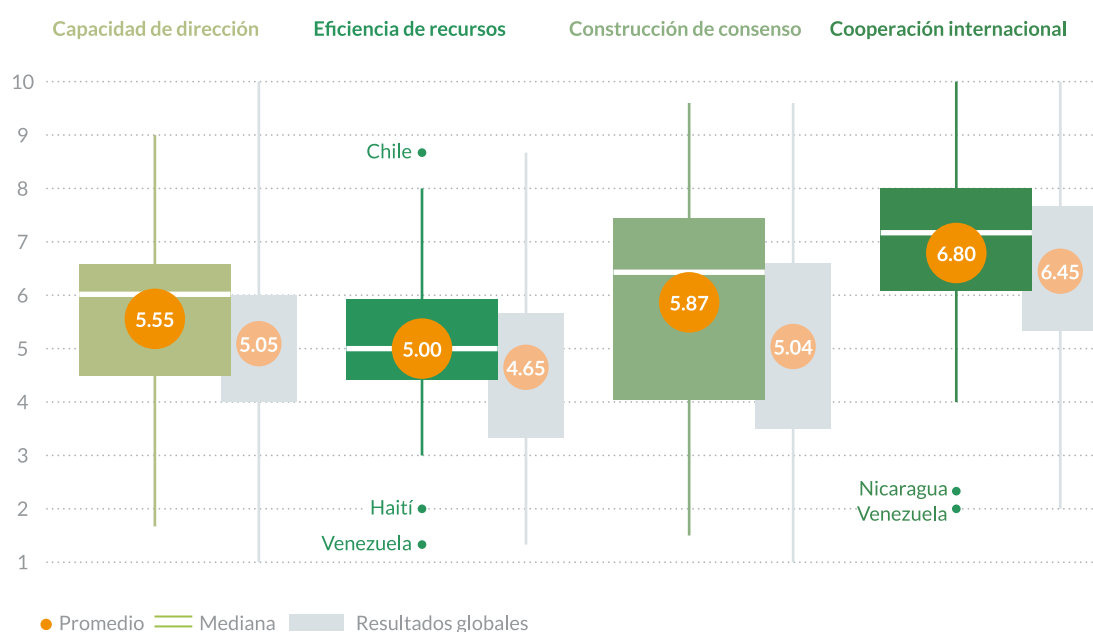 Capacidad de dirección
Eficiencia de recursos
Construcción de consenso
Cooperación internacional
10
9
8
7
6
5
4
3
2
1
5.55
5.05
Chile
5.00
4.65
Haití
Venezuela
5.87
5.04
6.80
6.45
Nicaragua
Venezuela
Promedio
Mediana
Resultados globales